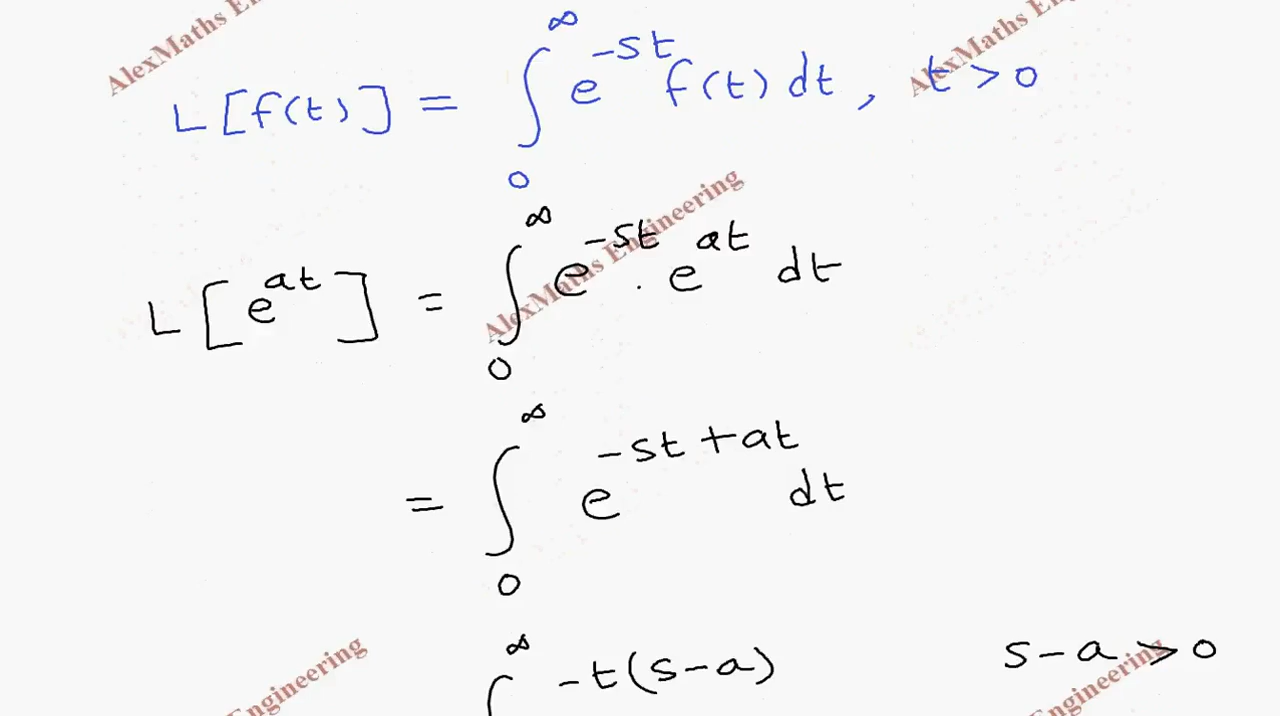 AlexMaths En
AlexMaths En
L[f(t)] = ∫₀^∞ e^{-st} f(t) dt, t > 0
AlexMaths Engineering
L[e^{at}] = ∫₀^∞ e^{-st} . e^{at} dt
= ∫₀^∞ e^{-st+at} dt
∫^∞ -t(s-a) s-a > 0
Engineering
Engineering